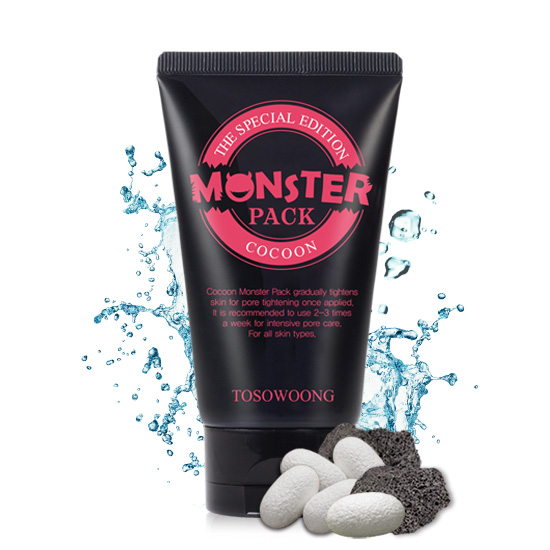 THE SPECIAL EDITION
MONSTER
PACK
COCOON
Cocoon Monster Pack gradually tightens
skin for pore tightening once applied.
It is recommended to use 2-3 times
a week for intensive pore care.
For all skin types.
TOSOWOONG